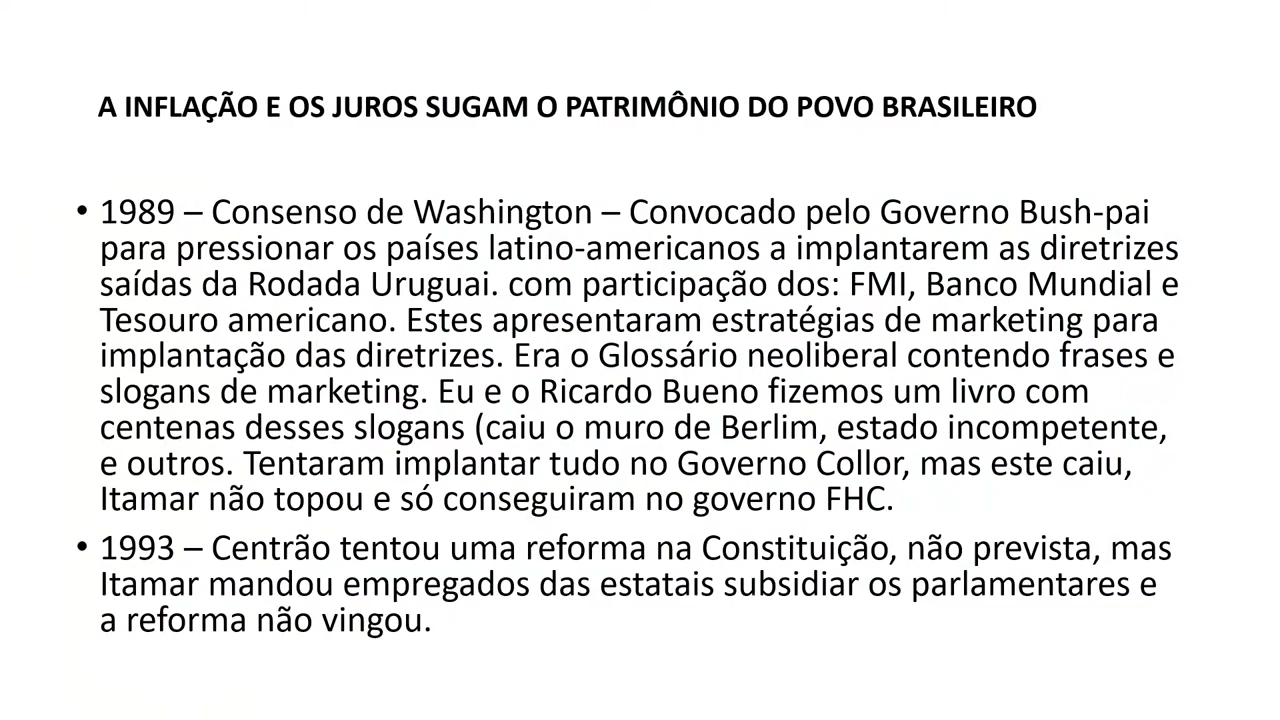 A INFLAÇÃO E OS JUROS SUGAM O PATRIMÔNIO DO POVO BRASILEIRO
• 1989 – Consenso de Washington – Convocado pelo Governo Bush-pai
para pressionar os países latino-americanos a implantarem as diretrizes
saídas da Rodada Uruguai. com participação dos: FMI, Banco Mundial e
Tesouro americano. Estes apresentaram estratégias de marketing para
implantação das diretrizes. Era o Glossário neoliberal contendo frases e
slogans de marketing. Eu e o Ricardo Bueno fizemos um livro com
centenas desses slogans (caiu o muro de Berlim, estado incompetente,
e outros. Tentaram implantar tudo no Governo Collor, mas este caiu,
Itamar não topou e só conseguiram no governo FHC.
• 1993 – Centrão tentou uma reforma na Constituição, não prevista, mas
Itamar mandou empregados das estatais subsidiar os parlamentares e
a reforma não vingou.